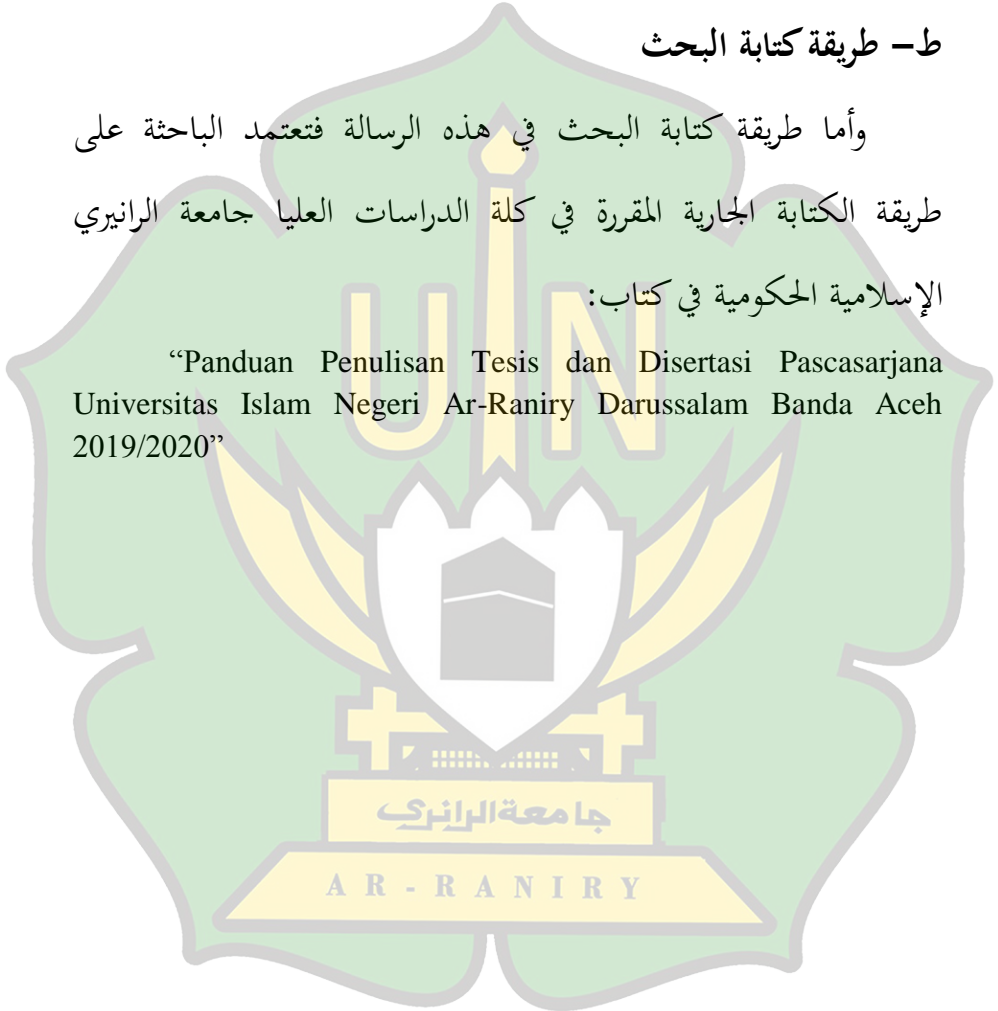 ط– طريقة كتابة البحث
وأما طريقة كتابة البحث في هذه الرسالة فتعتمد الباحثة على
طريقة الكتابة الجارية المقررة في كلة الدراسات العليا جامعة الرانيري
الإسلامية الحكومية في كتاب:
“Panduan Penulisan Tesis dan Disertasi Pascasarjana
Universitas Islam Negeri Ar-Raniry Darussalam Banda Aceh
2019/2020”
UIN
جامعة الرانري
AR-RANIRY